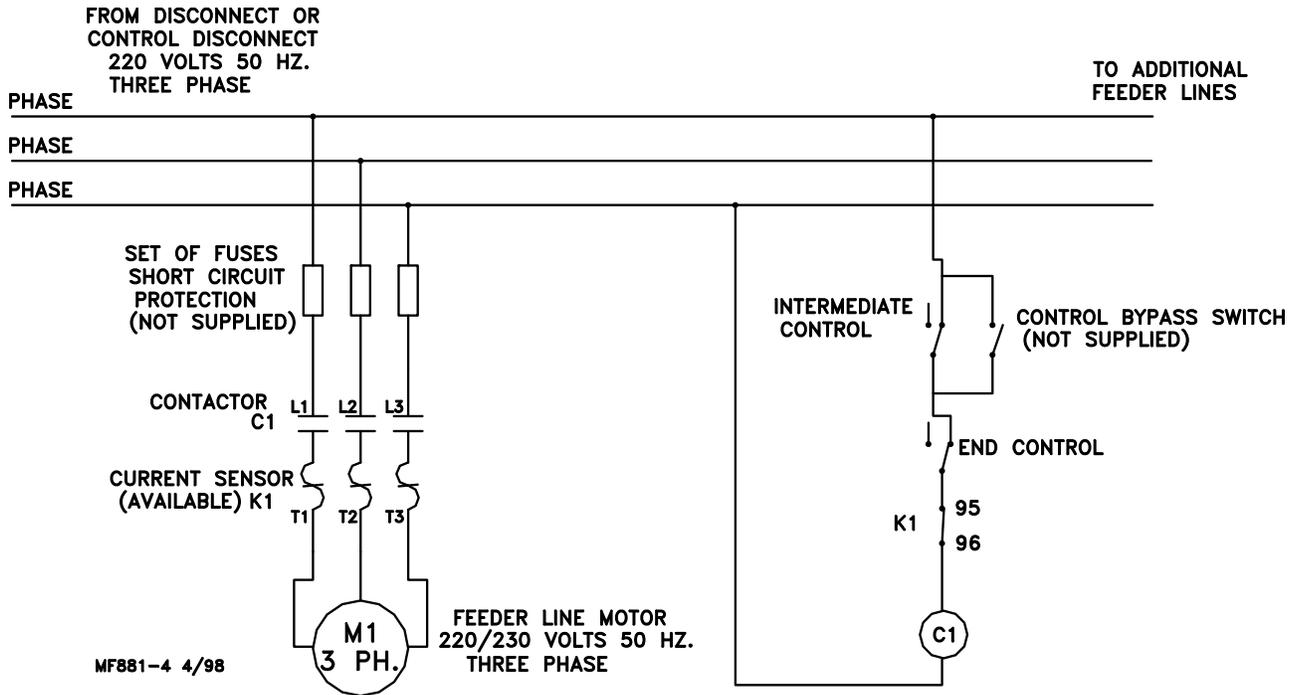 FROM DISCONNECT OR
CONTROL DISCONNECT
220 VOLTS 50 HZ.
THREE PHASE
TO ADDITIONAL
FEEDER LINES
PHASE
PHASE
PHASE
SET OF FUSES
SHORT CIRCUIT
PROTECTION
(NOT SUPPLIED)
INTERMEDIATE
CONTROL
CONTROL BYPASS SWITCH
(NOT SUPPLIED)
CONTACTOR
C1
L1
L2
L3
END CONTROL
CURRENT SENSOR
(AVAILABLE) K1
T1
T2
T3
K1
95
96
M1
3 PH.
FEEDER LINE MOTOR
220/230 VOLTS 50 HZ.
THREE PHASE
C1
MF881-4 4/98